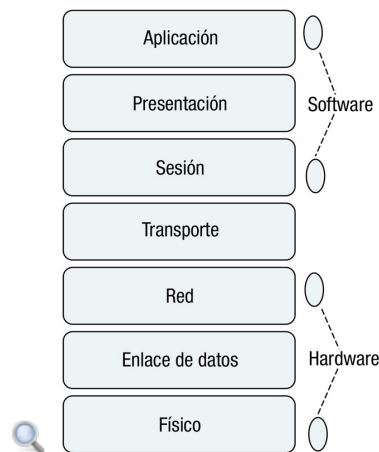 Aplicación
Presentación
Software
Sesión
Transporte
Red
Enlace de datos
Hardware
Físico